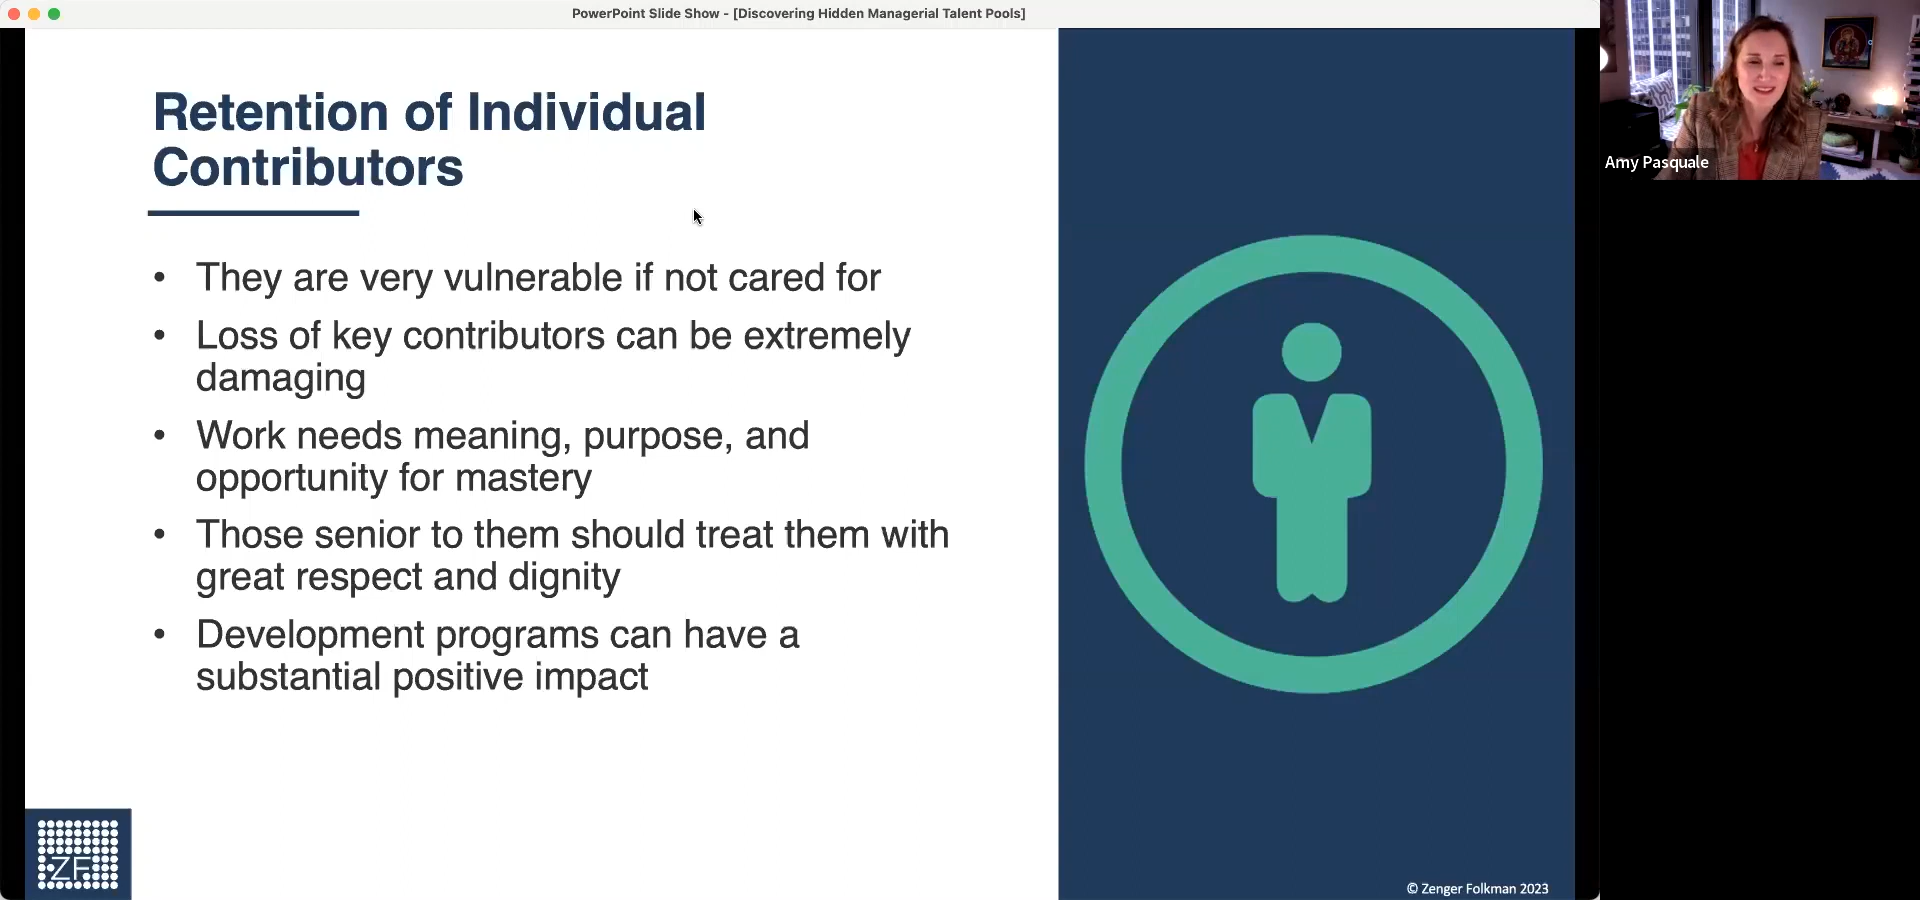 PowerPoint Slide Show - [Discovering Hidden Managerial Talent Pools]
Retention of Individual
Contributors
• They are very vulnerable if not cared for
• Loss of key contributors can be extremely
damaging
• Work needs meaning, purpose, and
opportunity for mastery
• Those senior to them should treat them with
great respect and dignity
• Development programs can have a
substantial positive impact
ZF
© Zenger Folkman 2023
Amy Pasquale